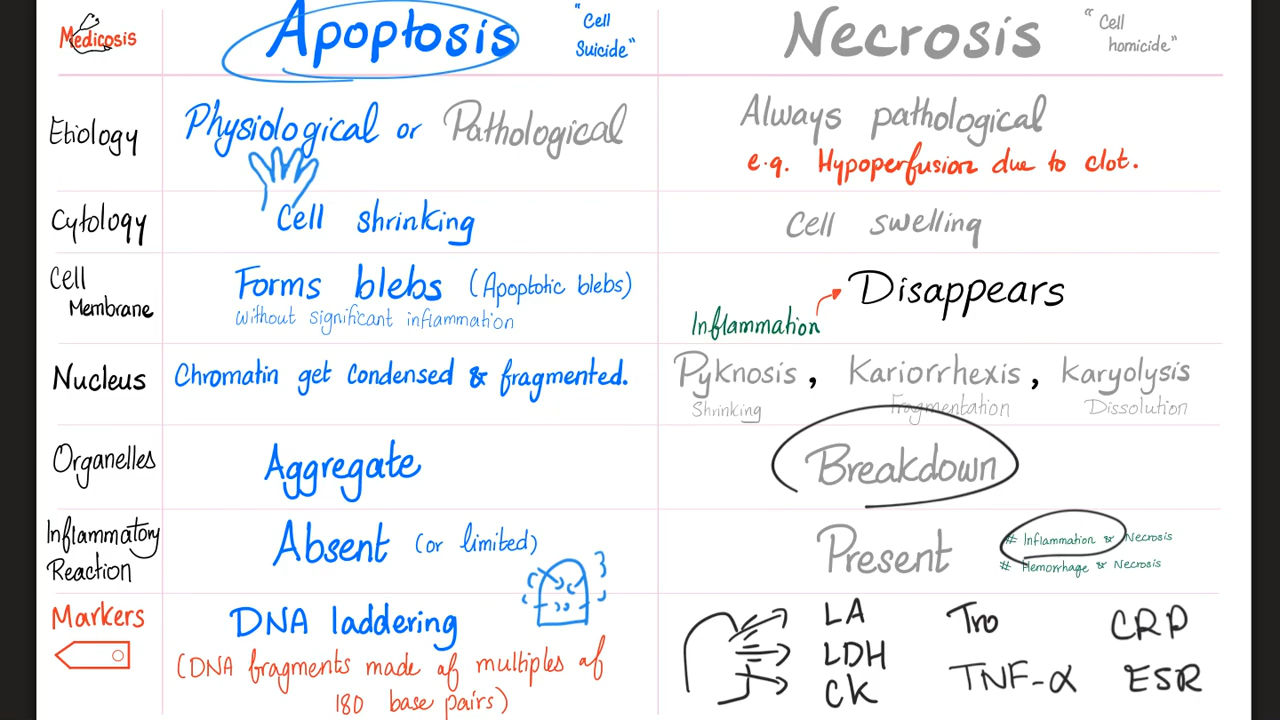 Medicosis
Apoptosis
"Cell
Suicide"
Necrosis
"Cell
homicide"
Etiology
Physiological or Pathological
Always pathological
e.g. Hypoperfusion due to clot.
Cytology
Cell shrinking
Cell swelling
Cell
Membrane
Forms blebs (Apoptotic blebs)
without significant inflammation
Disappears
Inflammation
Nucleus
Chromatin get condensed & fragmented.
Pyknosis, Kariorrhexis, karyolysis
Shrinking
Fragmentation
Dissolution
Organelles
Aggregate
Breakdown
Inflammatory
Reaction
Absent (or limited)
Present
# Inflammation & Necrosis
# Hemorrhage & Necrosis
Markers
DNA laddering
(DNA fragments made of multiples of
180 base pairs)
LA
LDH
CK
Tro
TNF-α
CRP
ESR